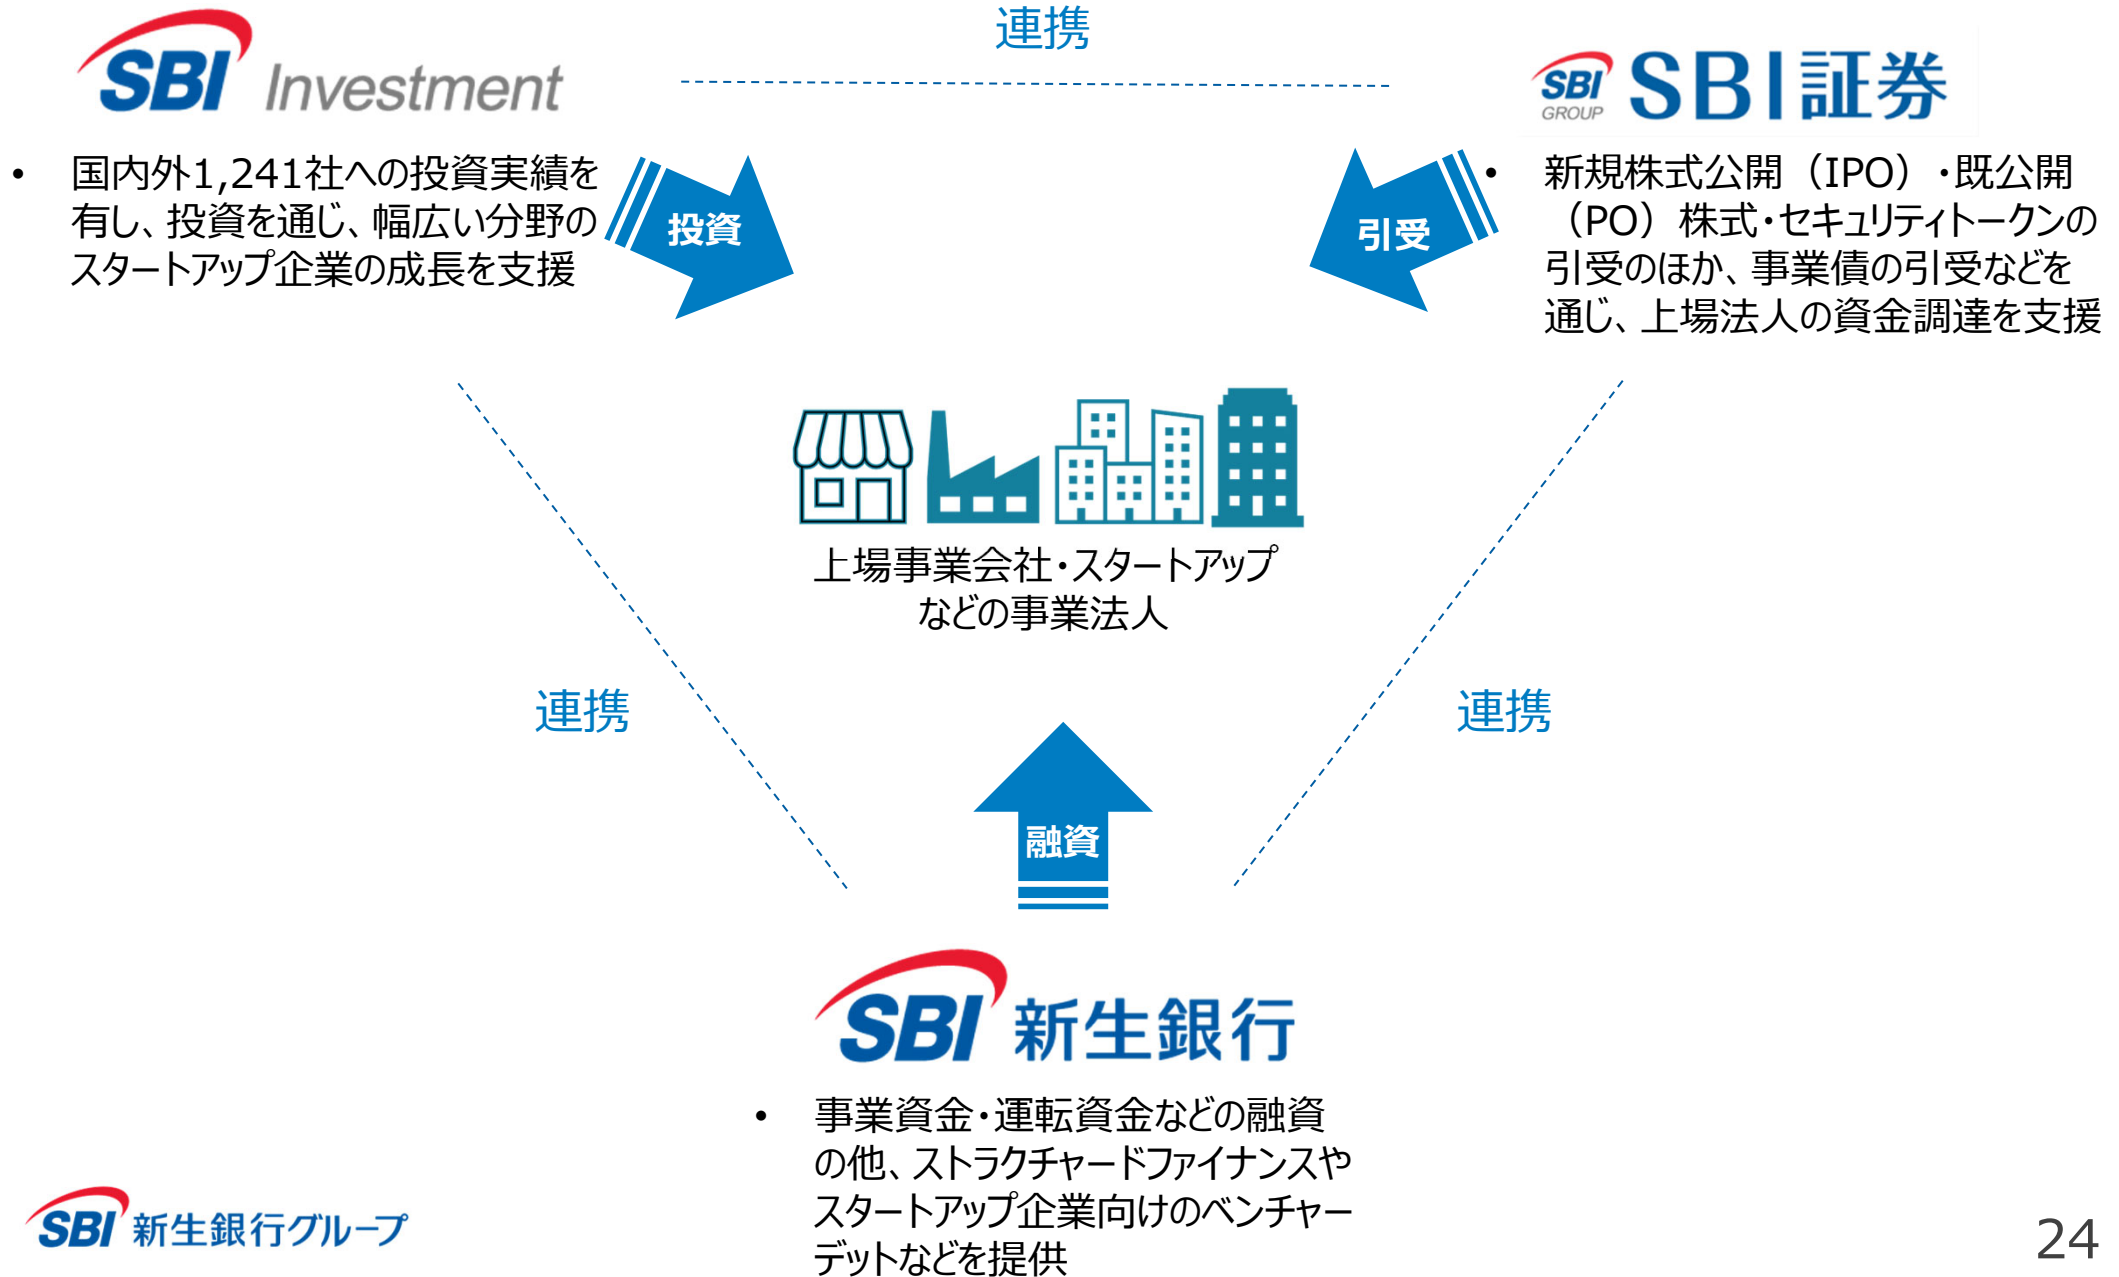 連携
SBI Investment
SBI GROUP SBI証券
• 国内外1,241社への投資実績を
有し、投資を通じ、幅広い分野の
スタートアップ企業の成長を支援
投資
引受
• 新規株式公開（IPO）・既公開
（PO）株式・セキュリティトークンの
引受のほか、事業債の引受などを
通じ、上場法人の資金調達を支援
上場事業会社・スタートアップ
などの事業法人
連携
連携
融資
SBI 新生銀行
• 事業資金・運転資金などの融資
の他、ストラクチャードファイナンスや
スタートアップ企業向けのベンチャー
デットなどを提供
SBI 新生銀行グループ
24